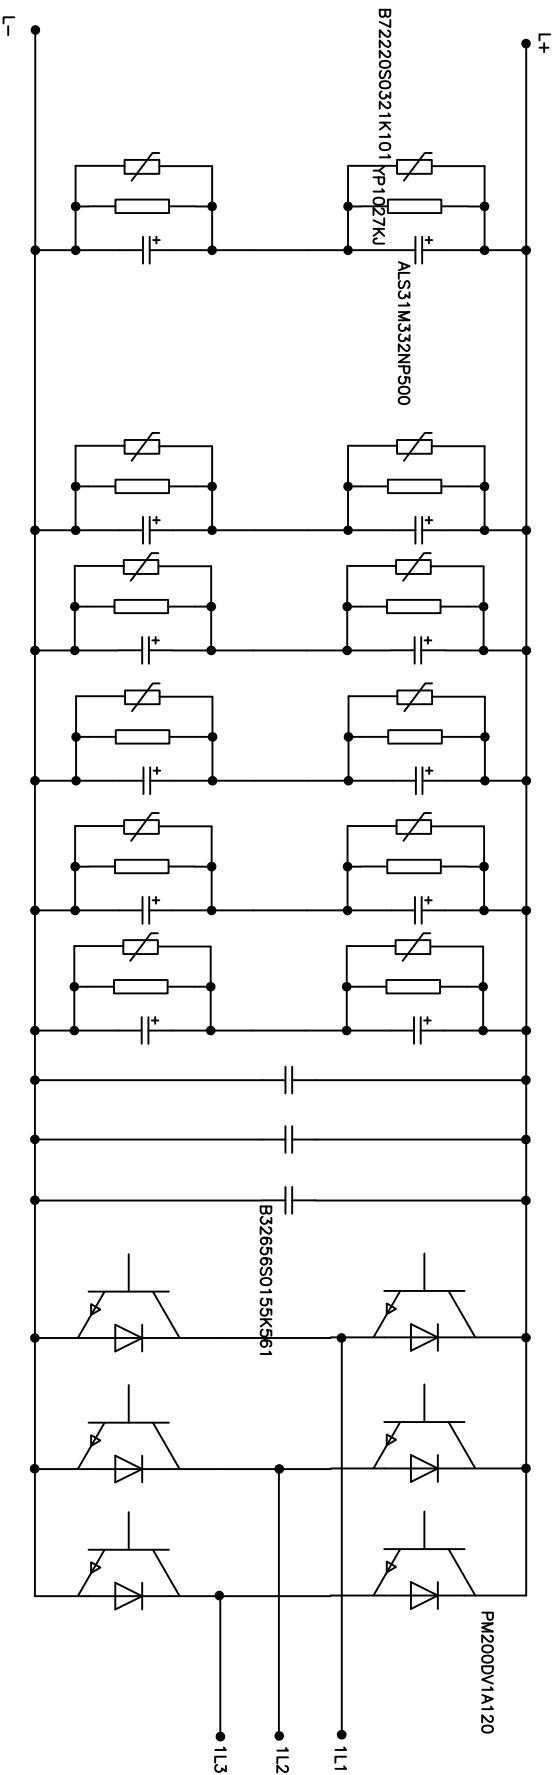 L-
L+
B72220S0321K101
YP1027KJ
ALS31M332NP500
B32656S0155K561
PM200DV1A120
1L1
1L2
1L3